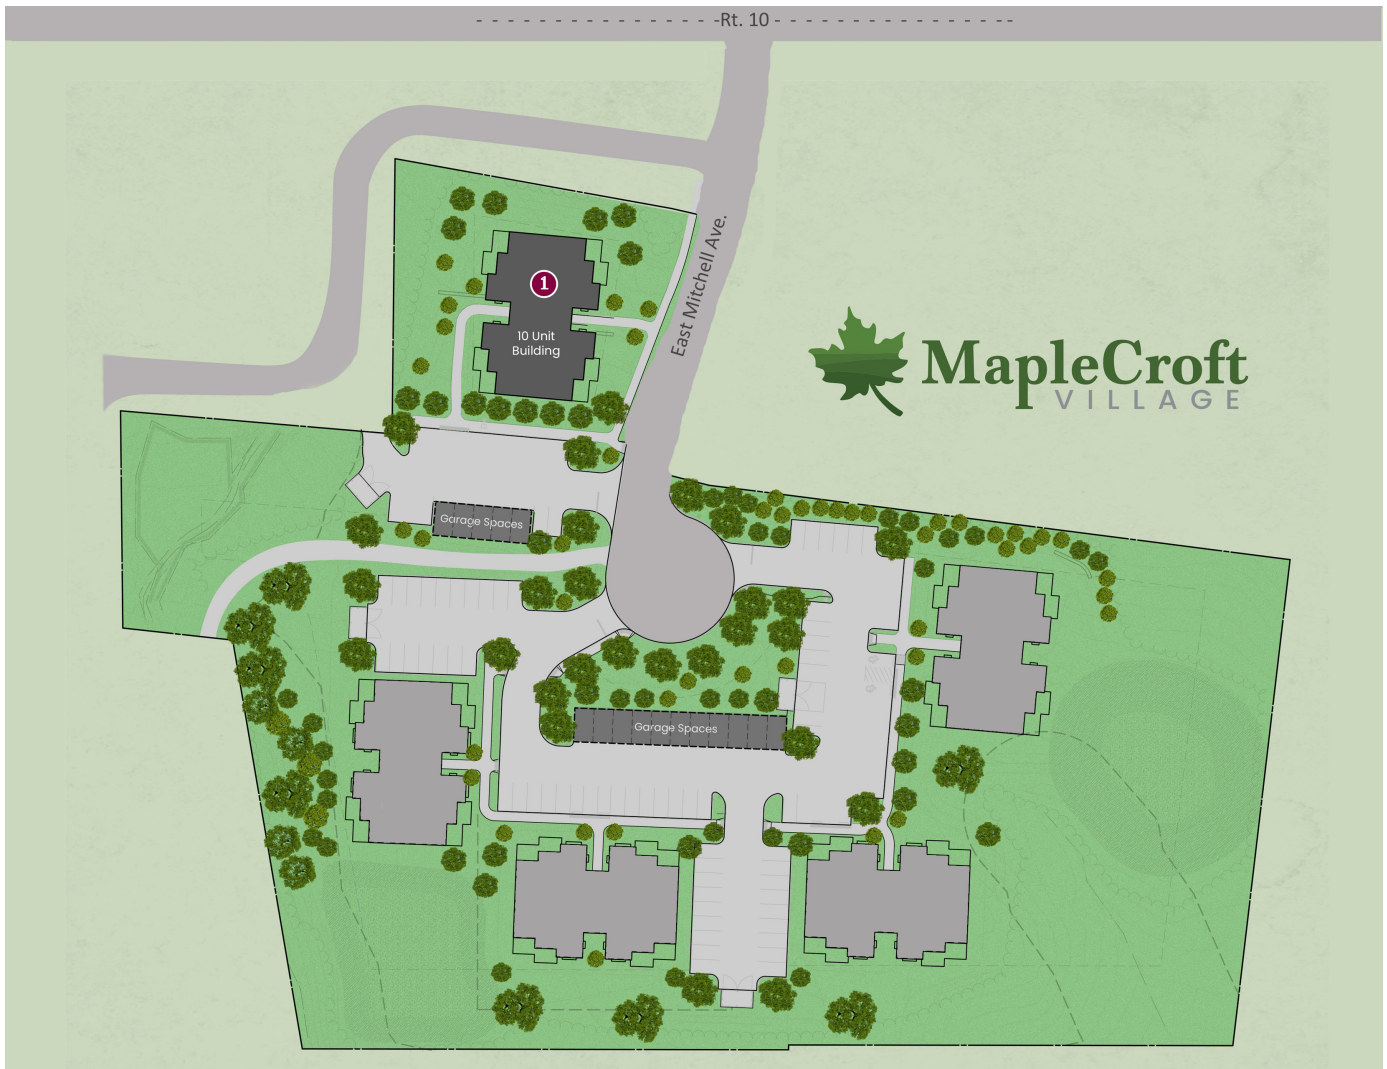 Rt. 10
East Mitchell Ave.
1
10 Unit
Building
MapleCroft
VILLAGE
Garage Spaces
Garage Spaces